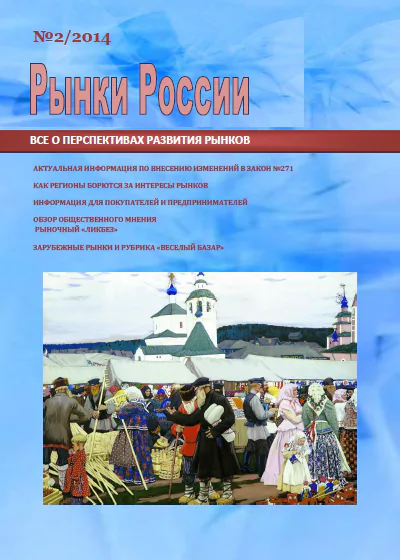 №2/2014
Рынки России
ВСЕ О ПЕРСПЕКТИВАХ РАЗВИТИЯ РЫНКОВ
АКТУАЛЬНАЯ ИНФОРМАЦИЯ ПО ВНЕСЕНИЮ ИЗМЕНЕНИЙ В ЗАКОН №271
КАК РЕГИОНЫ БОРЮТСЯ ЗА ИНТЕРЕСЫ РЫНКОВ
ИНФОРМАЦИЯ ДЛЯ ПОКУПАТЕЛЕЙ И ПРЕДПРИНИМАТЕЛЕЙ
ОБЗОР ОБЩЕСТВЕННОГО МНЕНИЯ
РЫНОЧНЫЙ «ЛИКБЕЗ»
ЗАРУБЕЖНЫЕ РЫНКИ И РУБРИКА «ВЕСЕЛЫЙ БАЗАР»